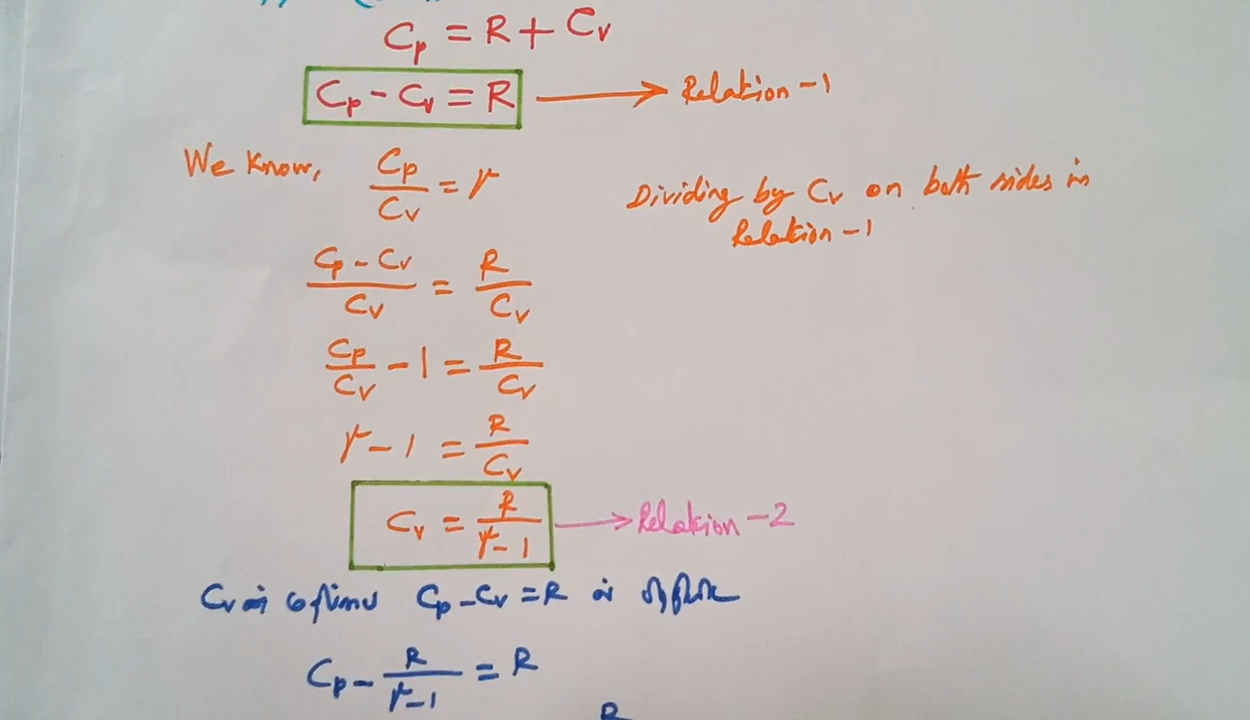 Cp = R + Cv
Cp - Cv = R → Relation -1
We know, Cp/Cv = γ
Dividing by Cv on both sides in
Relation -1
Cp - Cv/Cv = R/Cv
Cp/Cv - 1 = R/Cv
γ - 1 = R/Cv
Cv = R/γ-1 → Relation -2
Cp - Cv = R
Cp - R/γ-1 = R
R